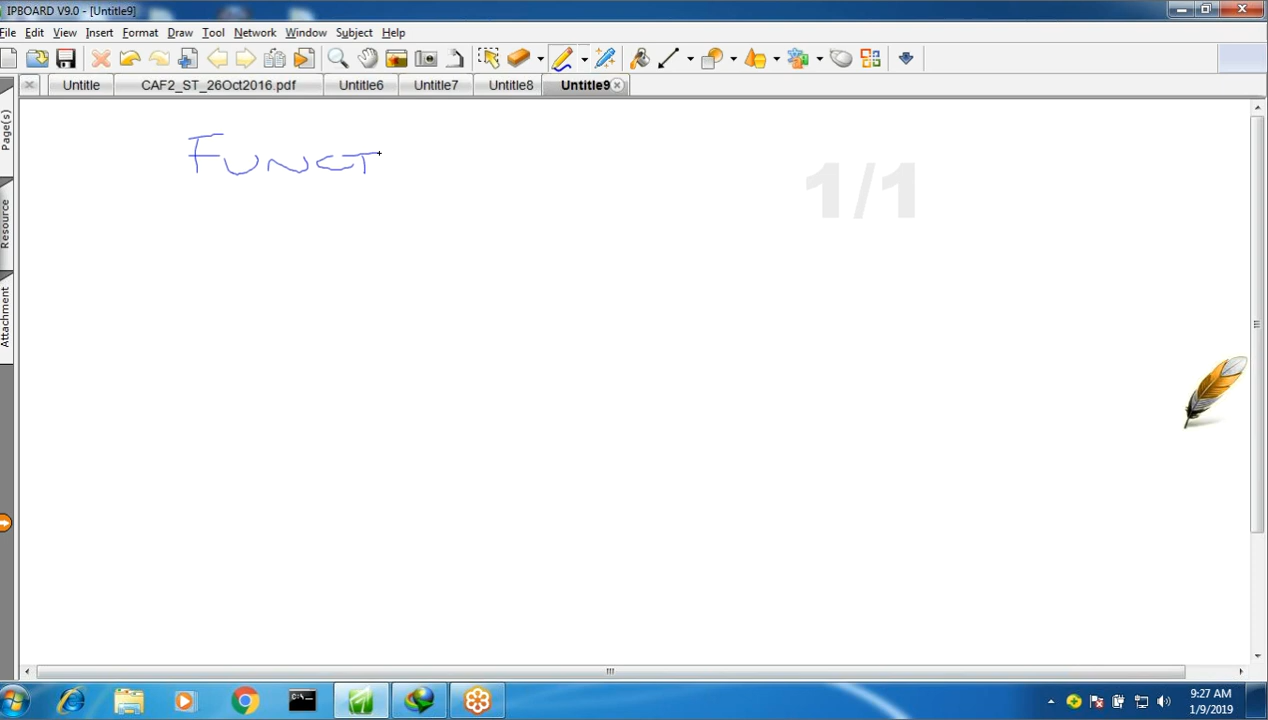 IPBOARD V9.0 - [Untitle9]
File Edit View Insert Format Draw Tool Network Window Subject Help
Untitle CAF2_ST_26Oct2016.pdf Untitle6 Untitle7 Untitle8 Untitle9
Page(s)
Resource
Attachment
FUNCT
1/1
9:27 AM
1/9/2019